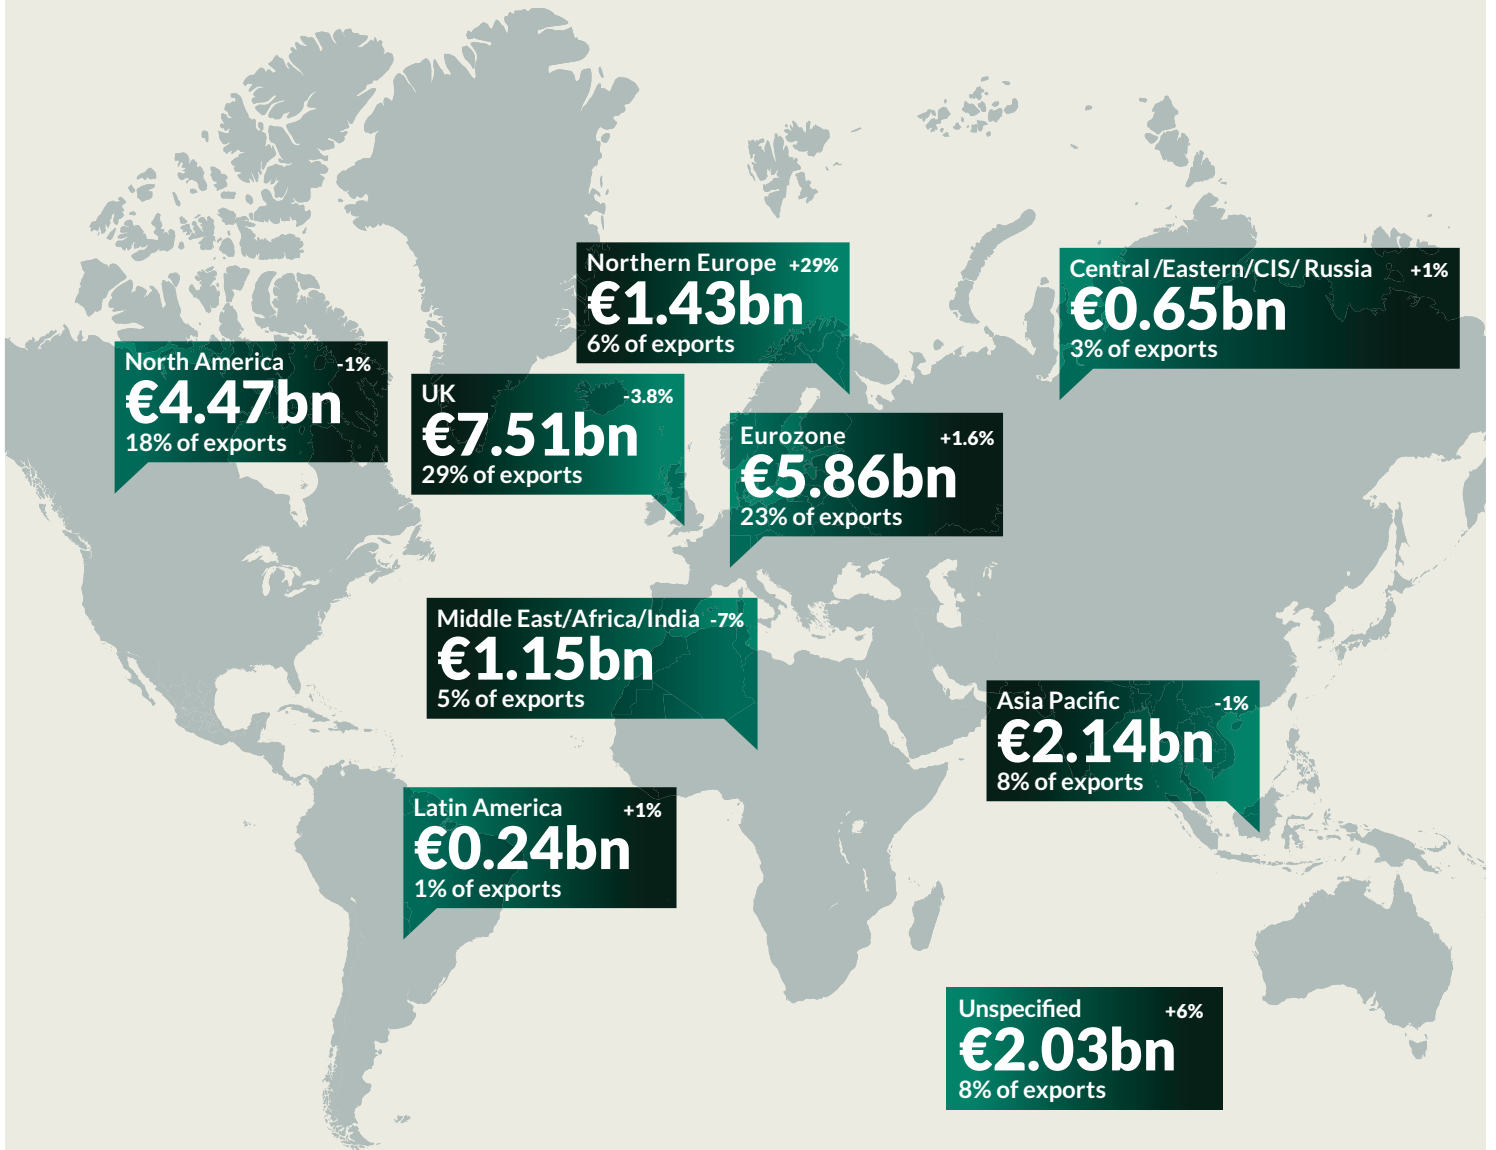 Northern Europe +29%
€1.43bn
6% of exports
Central /Eastern/CIS/ Russia +1%
€0.65bn
3% of exports
North America -1%
€4.47bn
18% of exports
UK -3.8%
€7.51bn
29% of exports
Eurozone +1.6%
€5.86bn
23% of exports
Middle East/Africa/India -7%
€1.15bn
5% of exports
Asia Pacific -1%
€2.14bn
8% of exports
Latin America +1%
€0.24bn
1% of exports
Unspecified +6%
€2.03bn
8% of exports